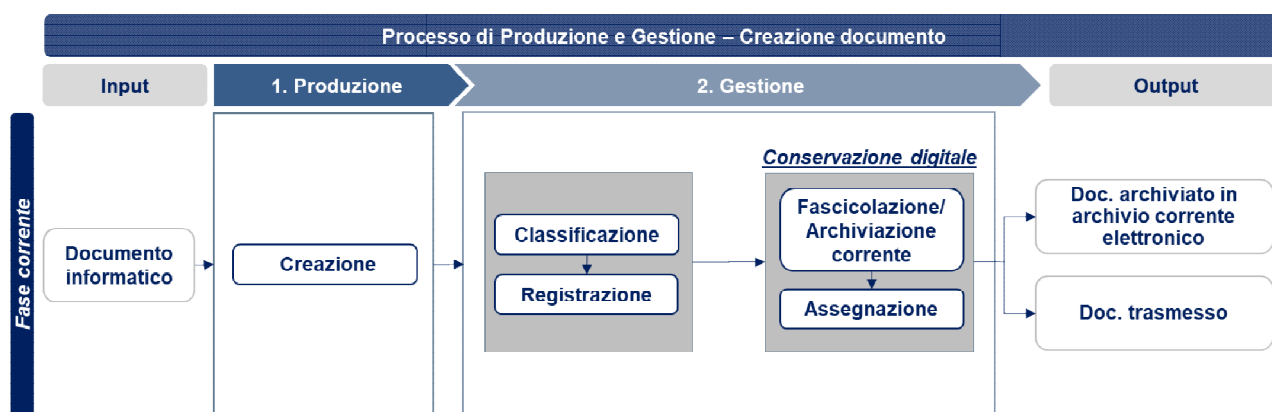 Processo di Produzione e Gestione – Creazione documento
Input
1. Produzione
2. Gestione
Output
Fase corrente
Documento
informatico
Creazione
Classificazione
Registrazione
Conservazione digitale
Fascicolazione/
Archiviazione
corrente
Assegnazione
Doc. archiviato in
archivio corrente
elettronico
Doc. trasmesso